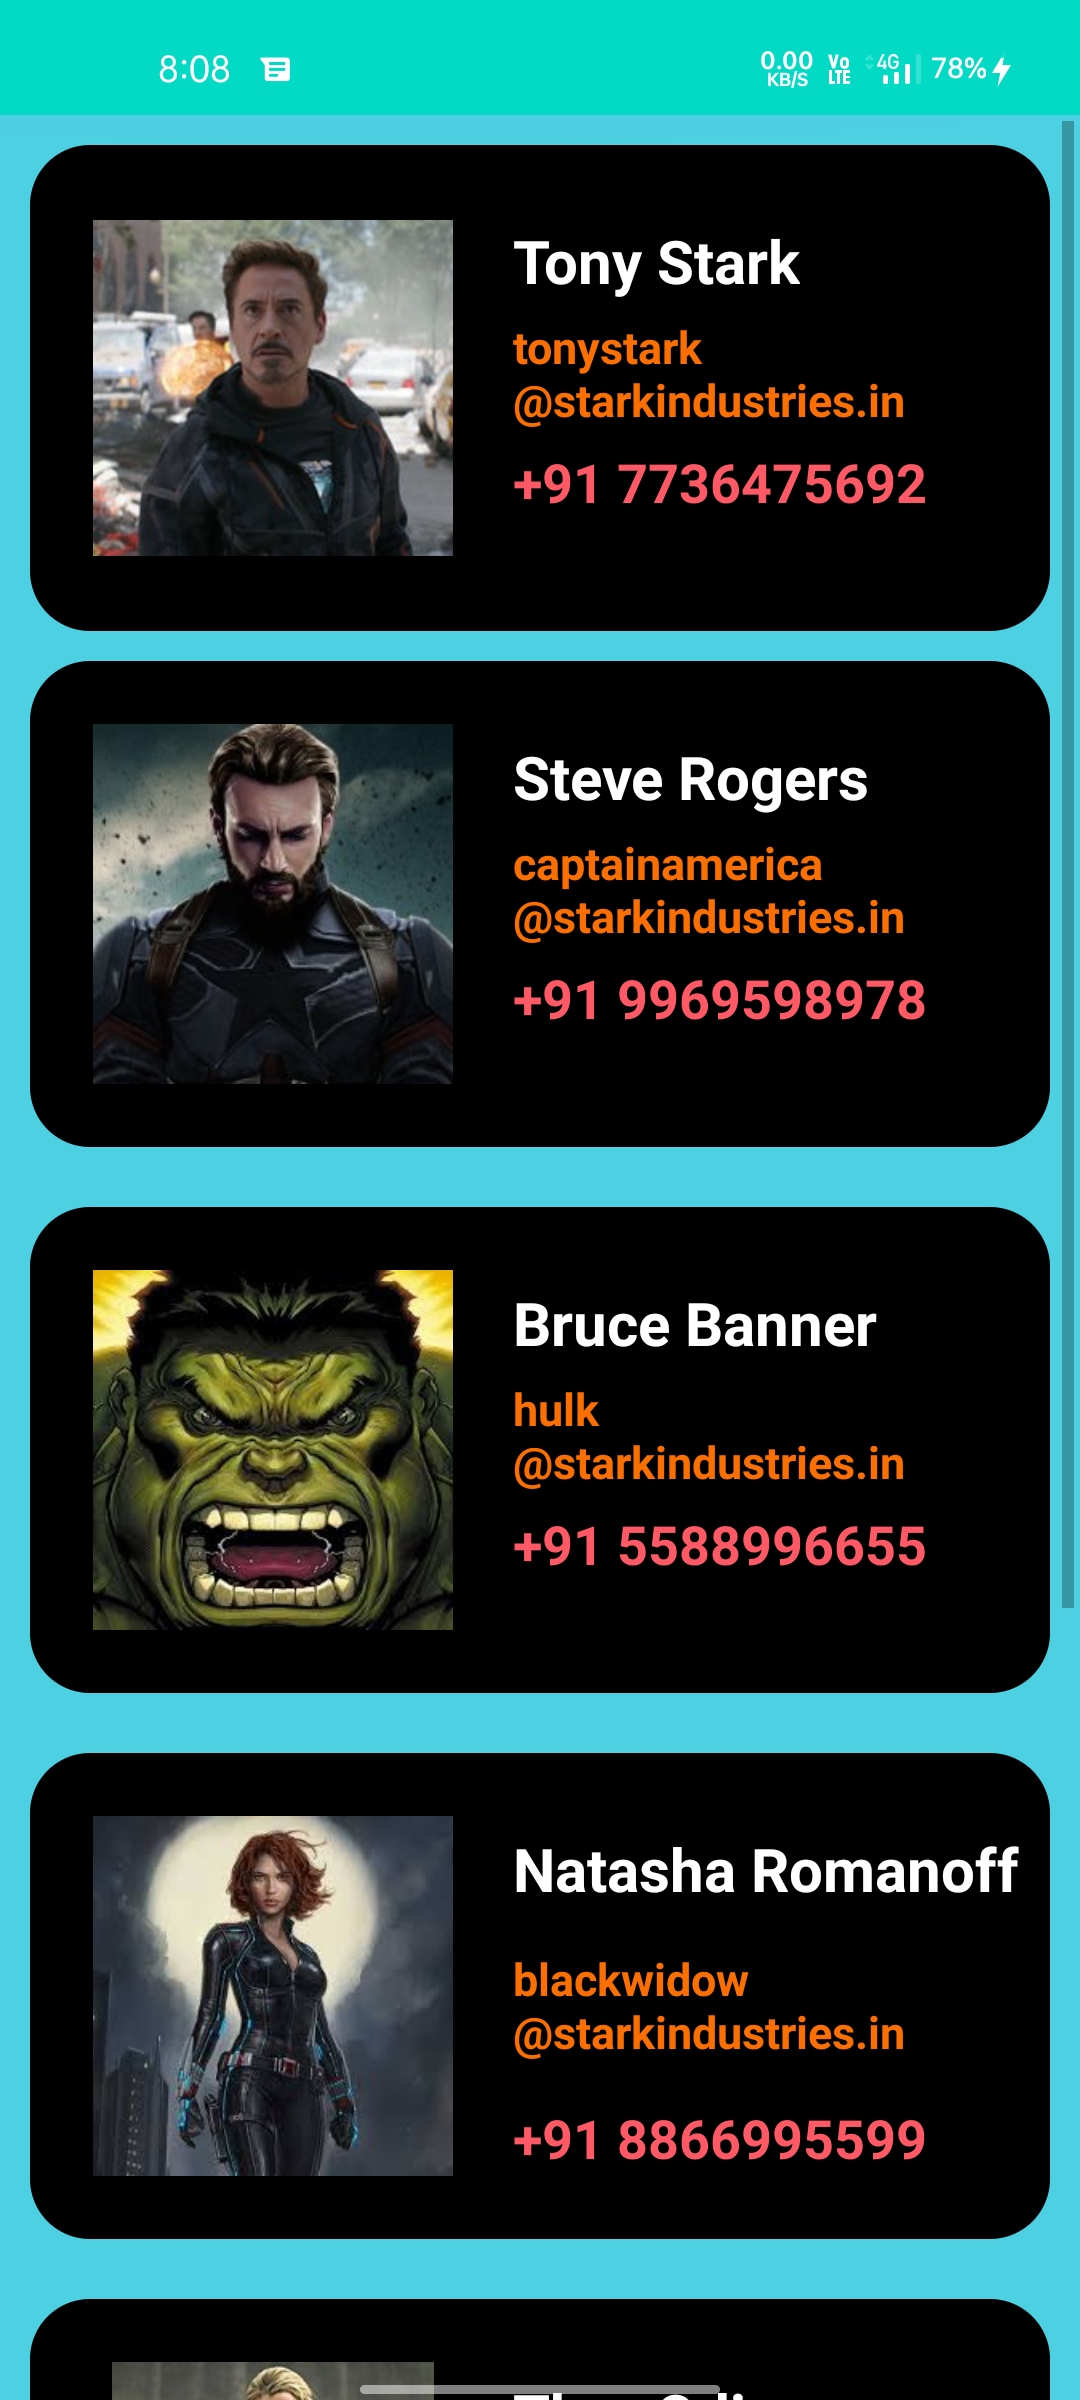 8:08
0.00
KB/S
Vo
LTE
4G
78%
Tony Stark
tonystark
@starkindustries.in
+91 7736475692
Steve Rogers
captainamerica
@starkindustries.in
+91 9969598978
Bruce Banner
hulk
@starkindustries.in
+91 5588996655
Natasha Romanoff
blackwidow
@starkindustries.in
+91 8866995599